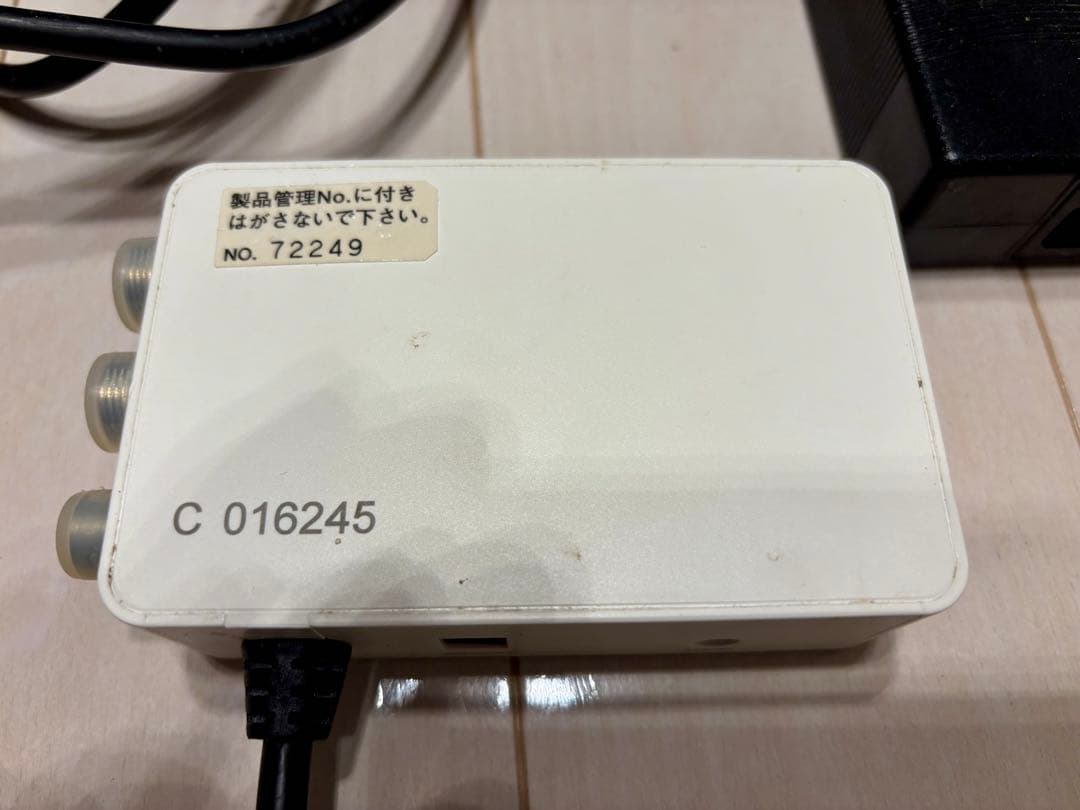 製品管理No.に付き
はがさないで下さい。
NO. 72249
C 016245